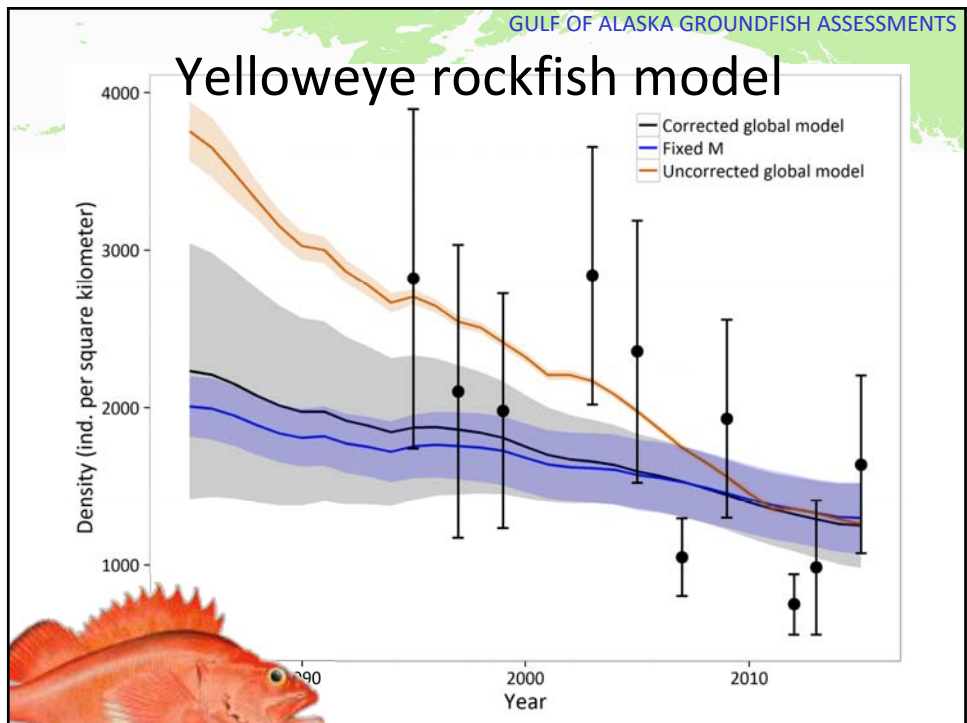 GULF OF ALASKA GROUNDFISH ASSESSMENTS
Yelloweye rockfish model
4000
3000
2000
1000
Density (ind. per square kilometer)
Corrected global model
Fixed M
Uncorrected global model
90
2000
2010
Year